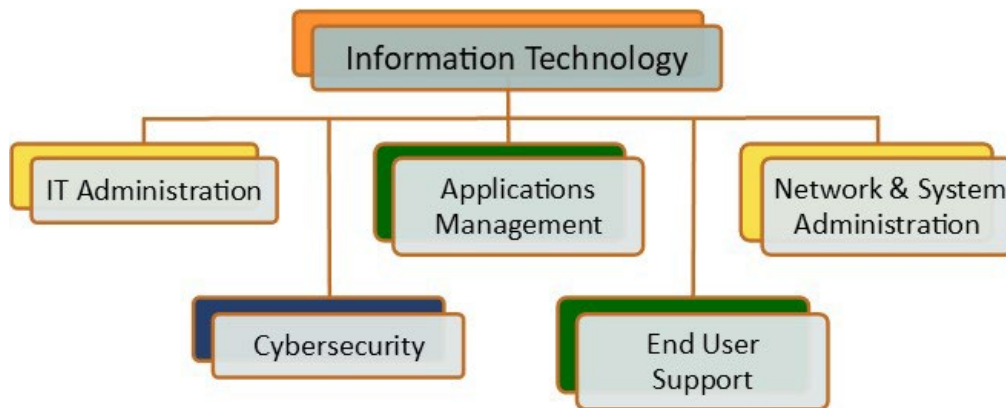 Information Technology
IT Administration
Applications
Management
Network & System
Administration
Cybersecurity
End User
Support